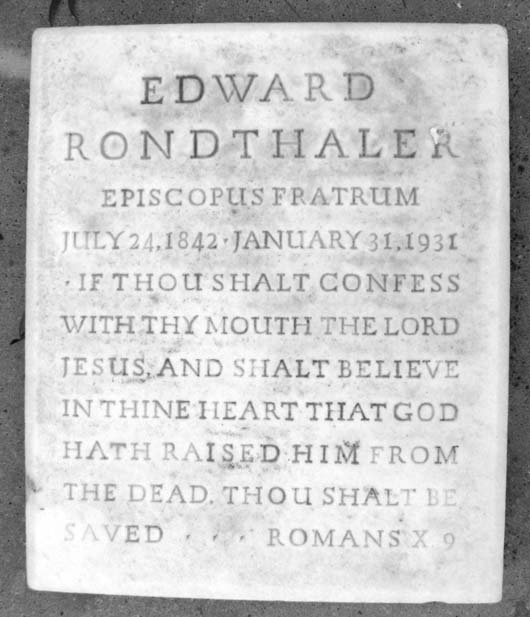 EDWARD
RONDTHALER
EPISCOPUS FRATRUM
JULY 24, 1842 · JANUARY 31, 1931
· IF THOU SHALT CONFESS
WITH THY MOUTH THE LORD
JESUS, AND SHALT BELIEVE
IN THINE HEART THAT GOD
HATH RAISED HIM FROM
THE DEAD, THOU SHALT BE
SAVED · · · ROMANS X 9